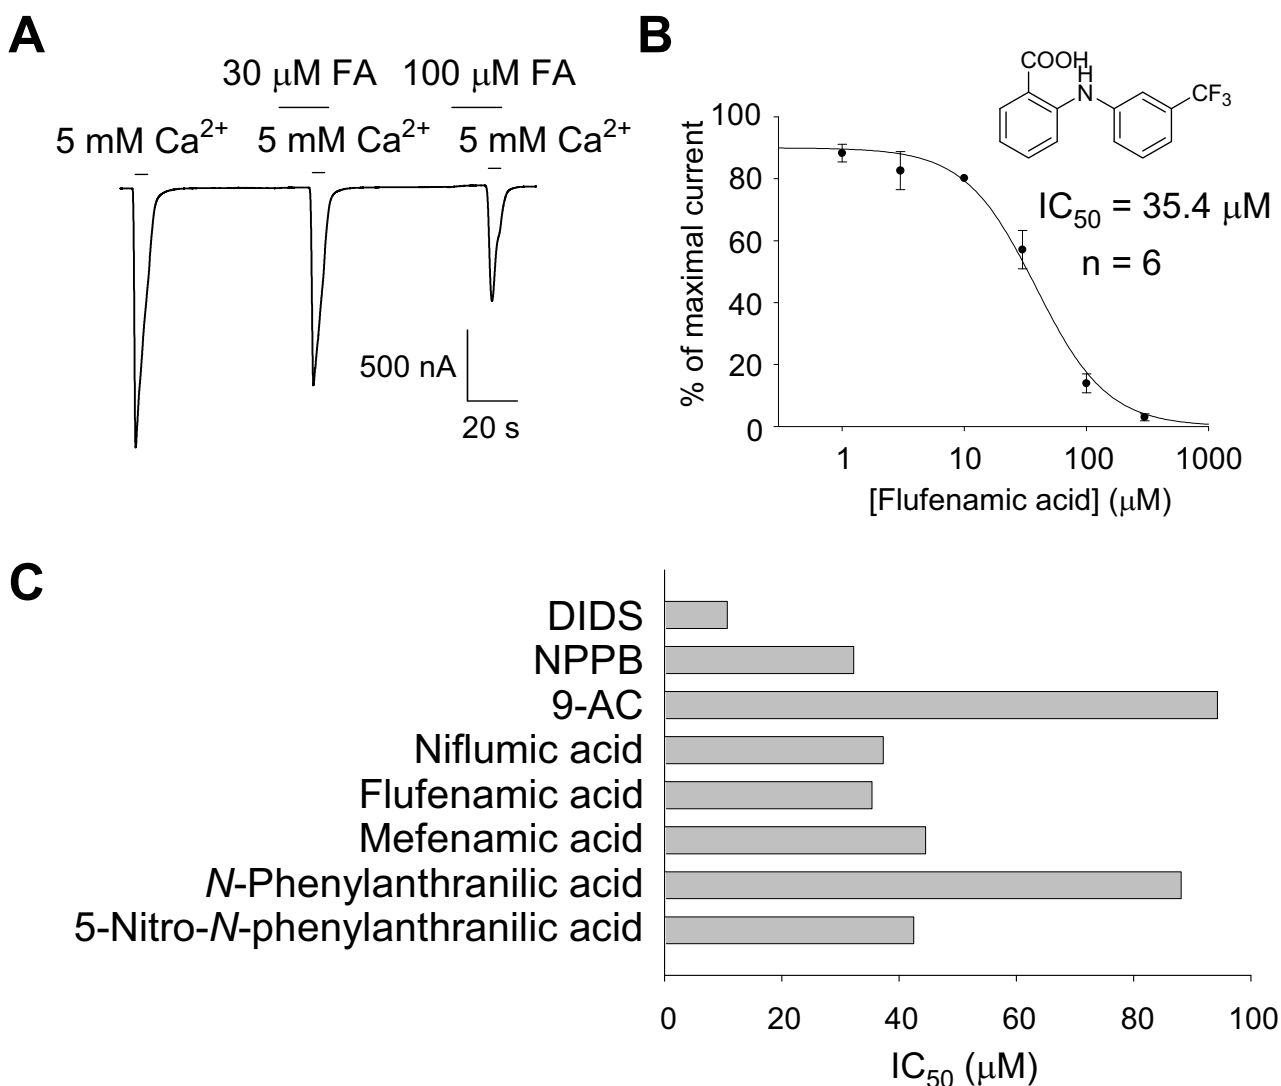 A
30 μM FA 100 μM FA
5 mM Ca2+ 5 mM Ca2+ 5 mM Ca2+
500 nA
20 s
B
COOH
H
N
CF3
IC50 = 35.4 μM
n = 6
% of maximal current
100
80
60
40
20
0
1 10 100 1000
[Flufenamic acid] (μM)
C
DIDS
NPPB
9-AC
Niflumic acid
Flufenamic acid
Mefenamic acid
N-Phenylanthranilic acid
5-Nitro-N-phenylanthranilic acid
0 20 40 60 80 100
IC50 (μM)